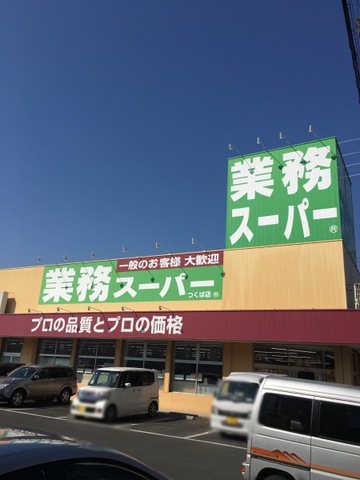 業務
スーパー®
一般のお客様 大歓迎
業務スーパー®
つくば店
プロの品質とプロの価格